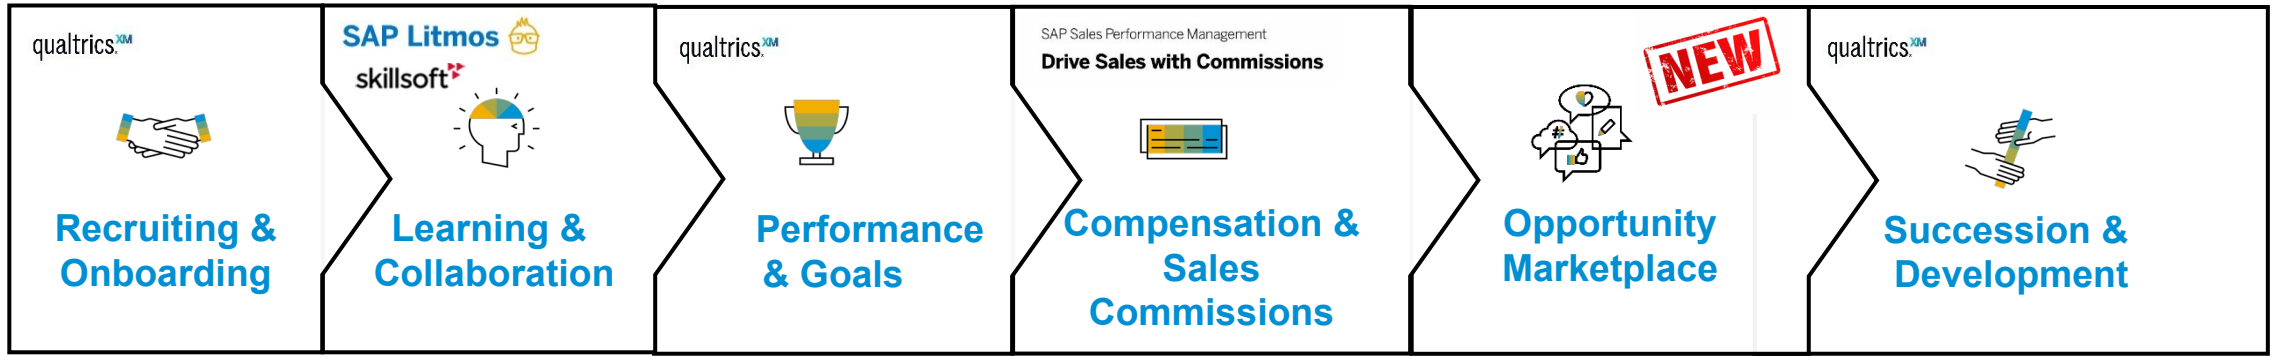 qualtrics.XM
Recruiting &
Onboarding
SAP Litmos
skillsoft
Learning &
Collaboration
qualtrics.XM
Performance
& Goals
SAP Sales Performance Management
Drive Sales with Commissions
Compensation &
Sales
Commissions
NEW
#
Opportunity
Marketplace
qualtrics.XM
Succession &
Development